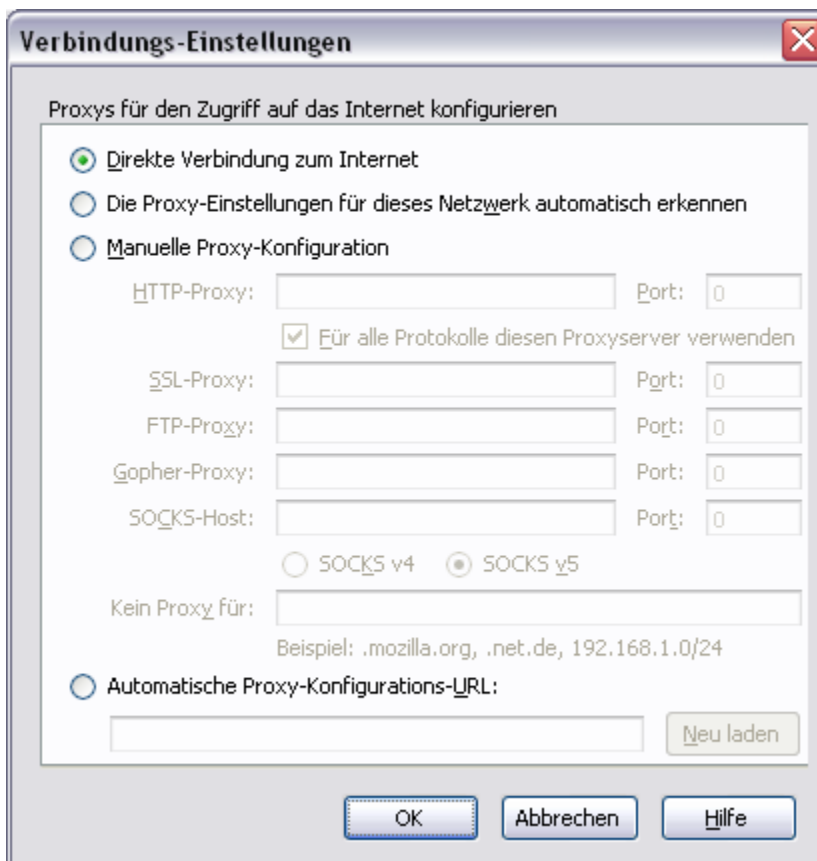 Verbindungs-Einstellungen
Proxys für den Zugriff auf das Internet konfigurieren
Direkte Verbindung zum Internet
Die Proxy-Einstellungen für dieses Netzwerk automatisch erkennen
Manuelle Proxy-Konfiguration
HTTP-Proxy: Port: 0
Für alle Protokolle diesen Proxyserver verwenden
SSL-Proxy: Port: 0
FTP-Proxy: Port: 0
Gopher-Proxy: Port: 0
SOCKS-Host: Port: 0
SOCKS v4 SOCKS v5
Kein Proxy für:
Beispiel: .mozilla.org, .net.de, 192.168.1.0/24
Automatische Proxy-Konfigurations-URL:
Neu laden
OK Abbrechen Hilfe